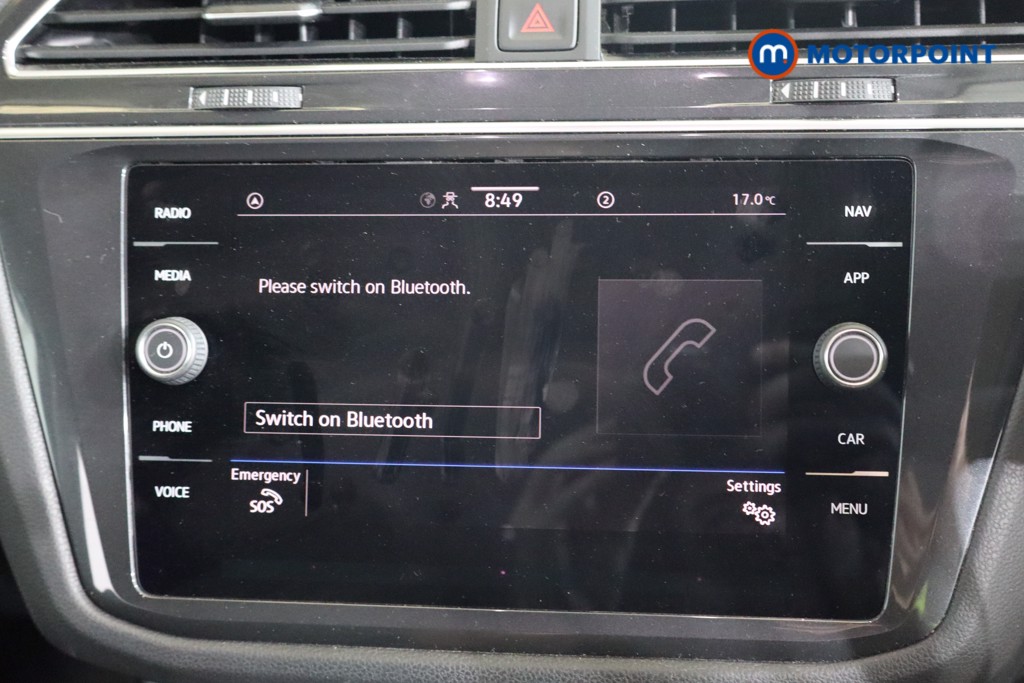 m. MOTORPOINT
RADIO
8:49
2
17.0°C
NAV
MEDIA
Please switch on Bluetooth.
APP
PHONE
Switch on Bluetooth
CAR
VOICE
Emergency
SOS
Settings
MENU